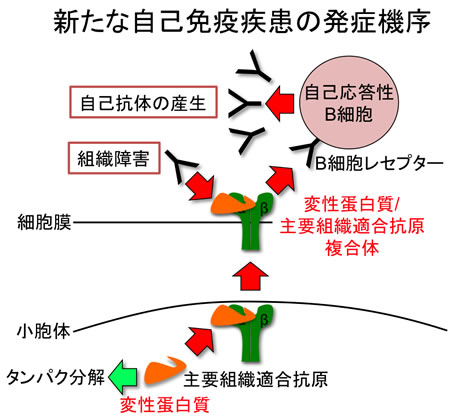 新たな自己免疫疾患の発症機序
自己抗体の産生
自己応答性
B細胞
組織障害
B細胞レセプター
β
細胞膜
変性蛋白質/
主要組織適合抗原
複合体
小胞体
β
タンパク分解
主要組織適合抗原
変性蛋白質